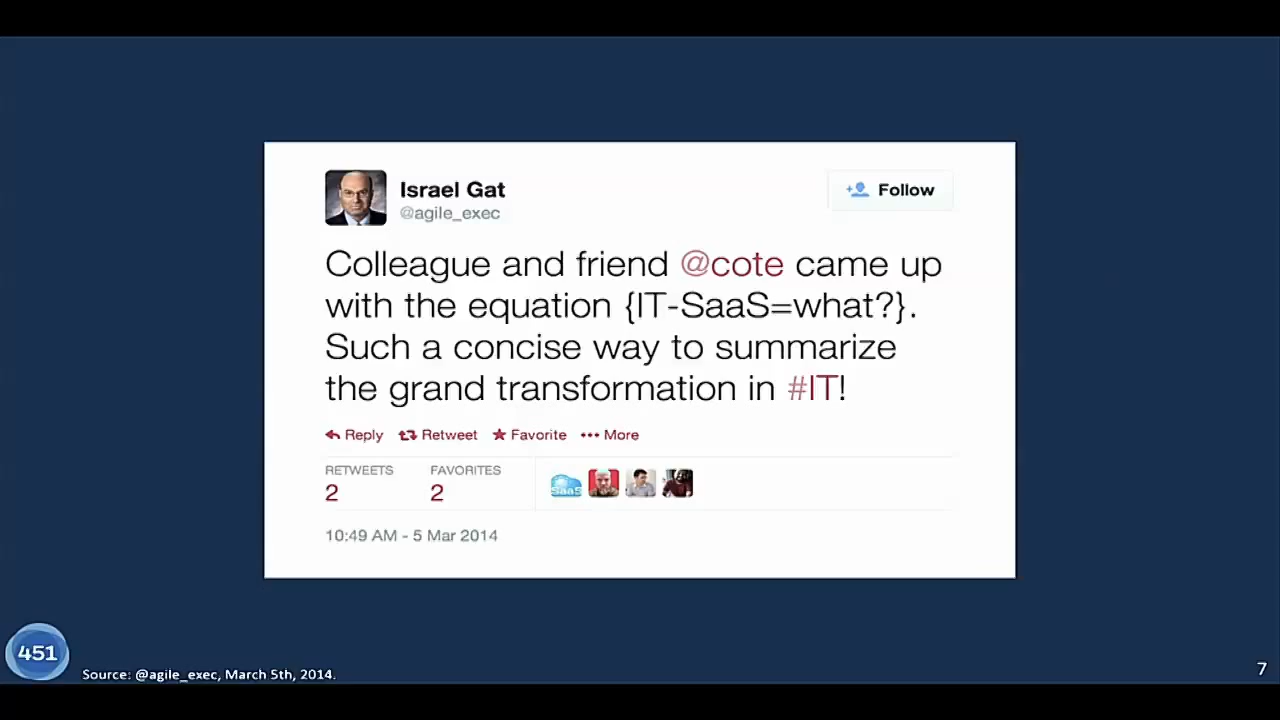 Israel Gat
@agile_exec
Follow
Colleague and friend @cote came up
with the equation {IT-SaaS=what?}.
Such a concise way to summarize
the grand transformation in #IT!
Reply Retweet Favorite ••• More
RETWEETS FAVORITES
2 2
SaaS
10:49 AM - 5 Mar 2014
451
Source: @agile_exec, March 5th, 2014.
7